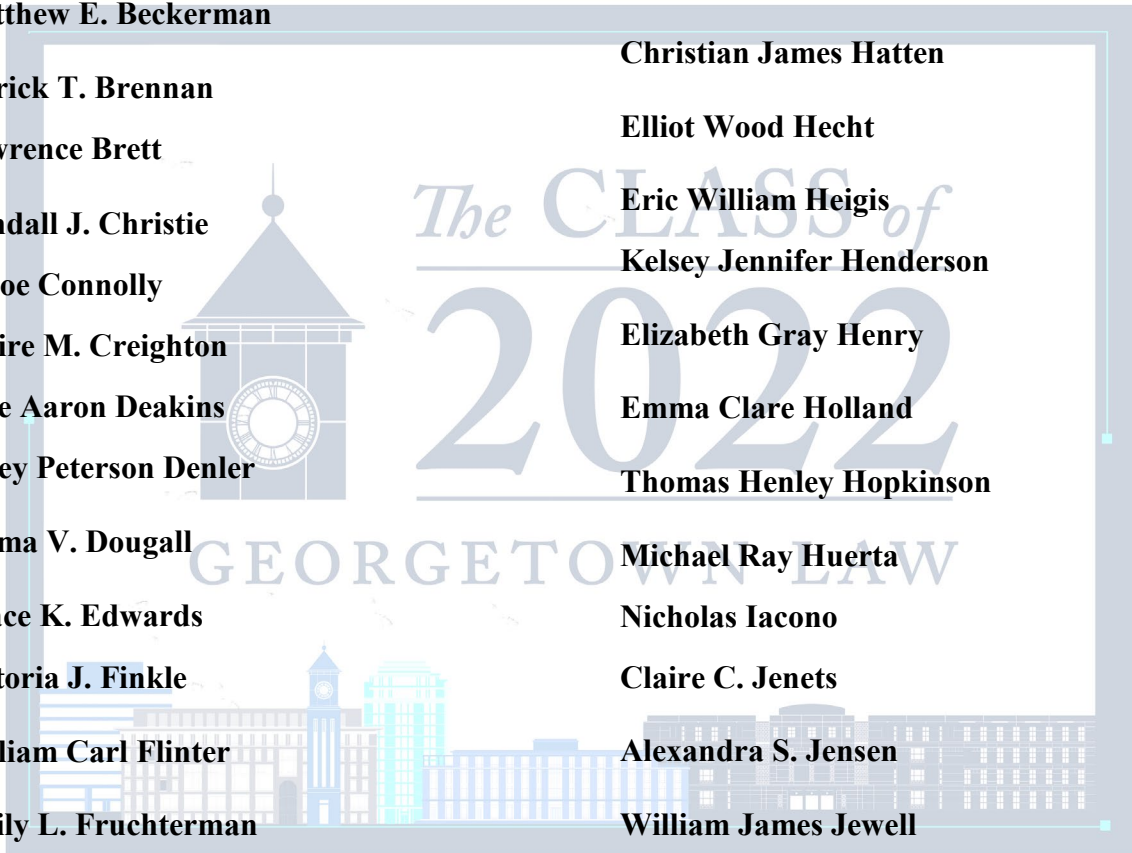 tthew E. Beckerman
rick T. Brennan
wrence Brett
ndall J. Christie
oe Connolly
ire M. Creighton
e Aaron Deakins
ey Peterson Denler
ma V. Dougall
ace K. Edwards
toria J. Finkle
liam Carl Flinter
ily L. Fruchterman
Christian James Hatten
Elliot Wood Hecht
Eric William Heigis
Kelsey Jennifer Henderson
Elizabeth Gray Henry
Emma Clare Holland
Thomas Henley Hopkinson
Michael Ray Huerta
Nicholas Iacono
Claire C. Jenets
Alexandra S. Jensen
William James Jewell
The CLASS of
2022
GEORGETOWN LAW